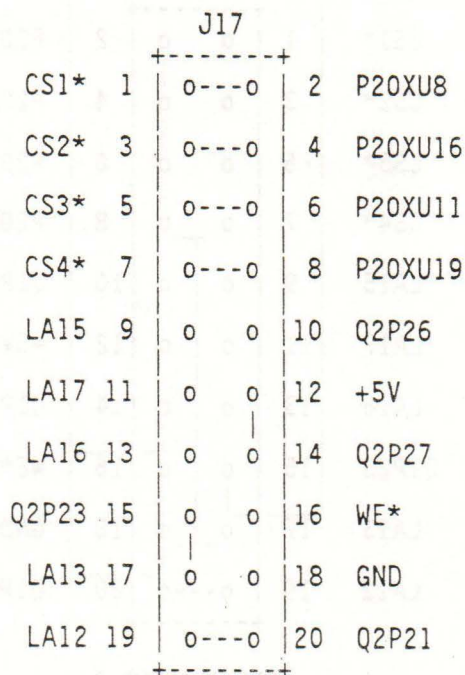 J17
CS1* 1 o---o 2 P20XU8
CS2* 3 o---o 4 P20XU16
CS3* 5 o---o 6 P20XU11
CS4* 7 o---o 8 P20XU19
LA15 9 o o 10 Q2P26
LA17 11 o o 12 +5V
LA16 13 o o 14 Q2P27
Q2P23 15 o o 16 WE*
LA13 17 o o 18 GND
LA12 19 o---o 20 Q2P21